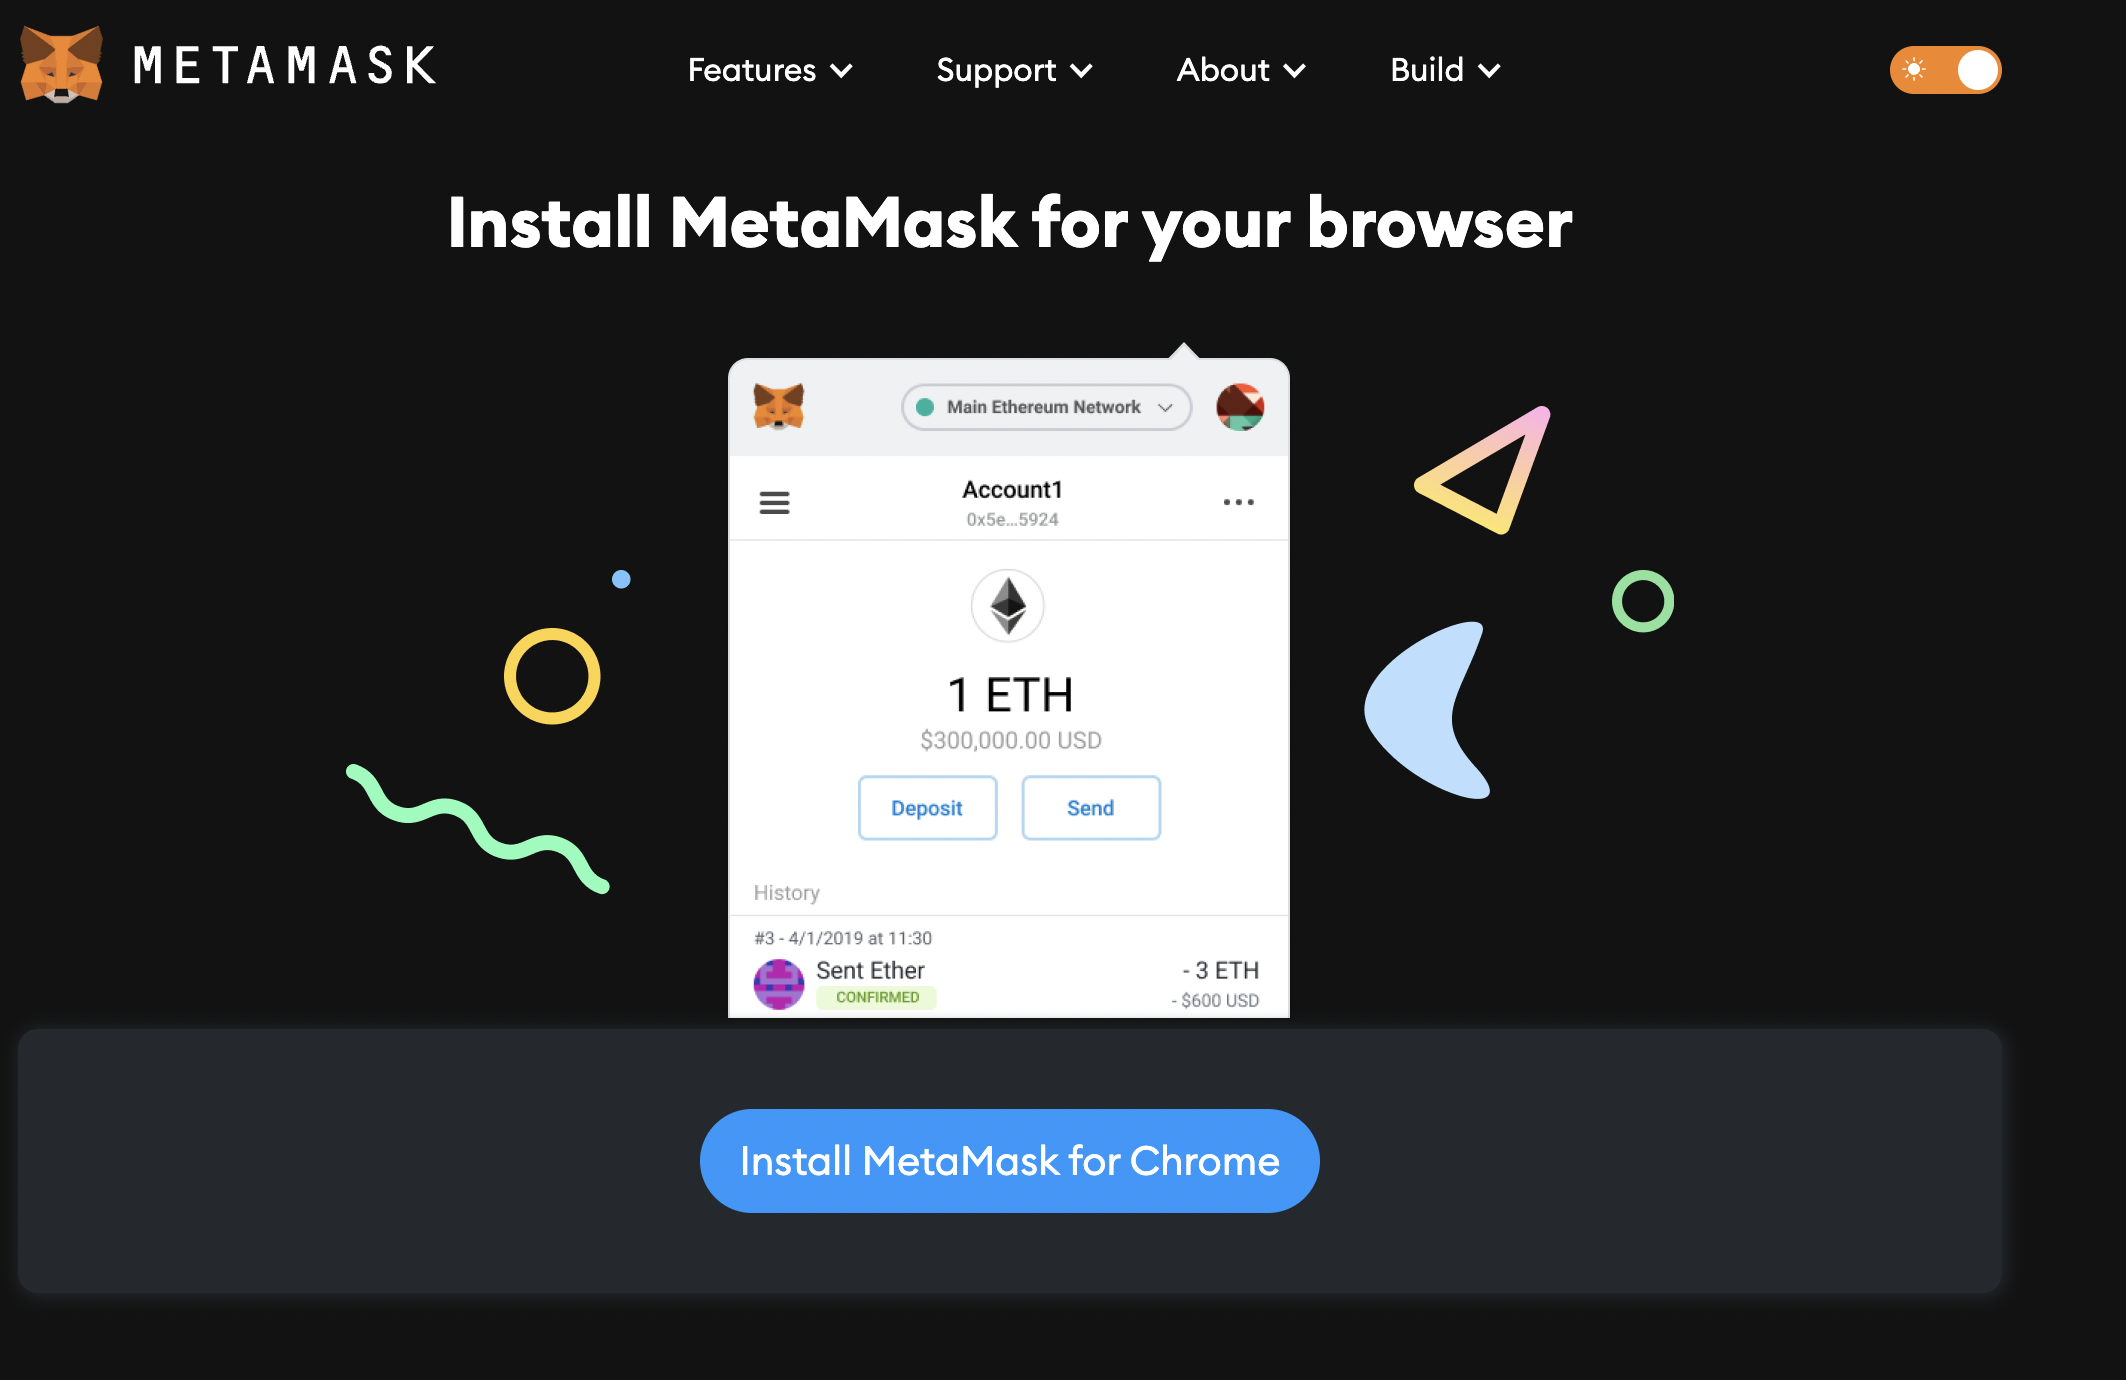 METAMASK
Features
Support
About
Build
Install MetaMask for your browser
Main Ethereum Network
Account1
0x5e...5924
1 ETH
$300,000.00 USD
Deposit
Send
History
#3 - 4/1/2019 at 11:30
Sent Ether
- 3 ETH
CONFIRMED
- $600 USD
Install MetaMask for Chrome